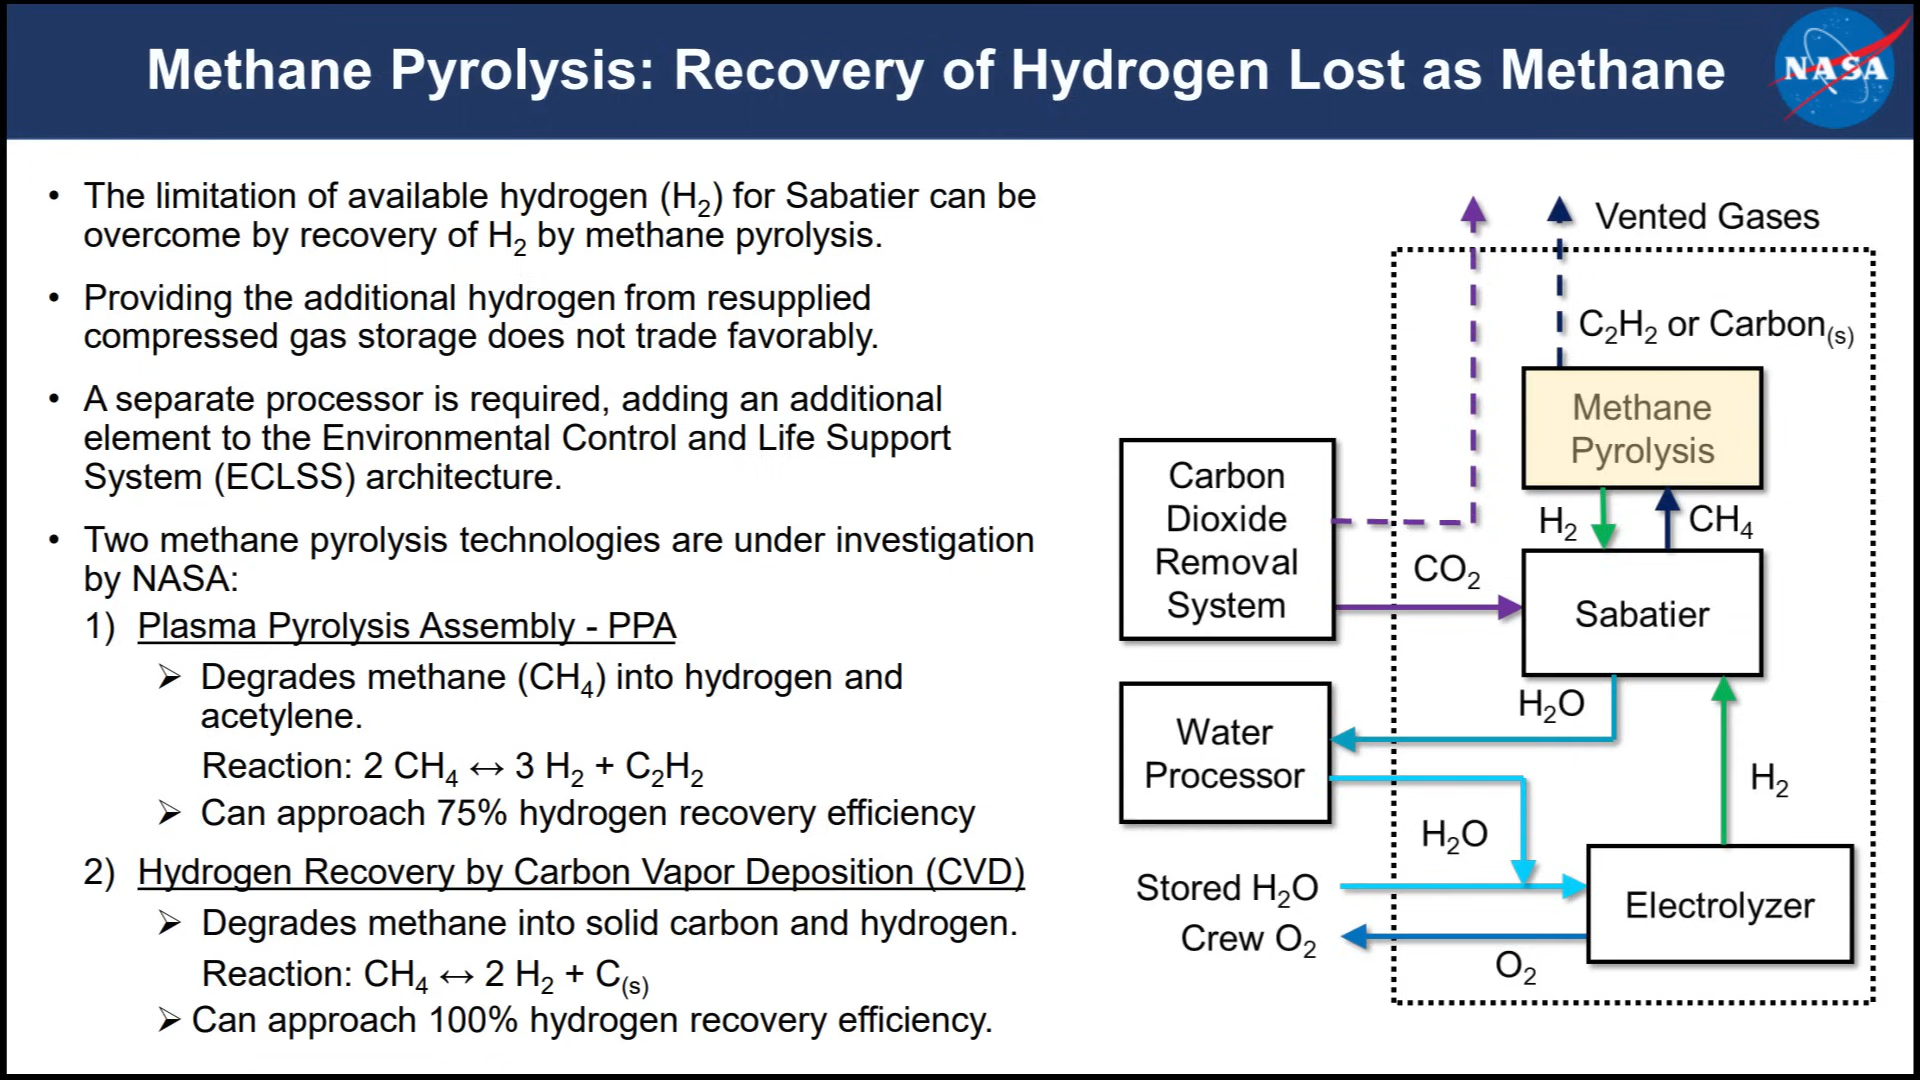 Methane Pyrolysis: Recovery of Hydrogen Lost as Methane
NASA
• The limitation of available hydrogen (H₂) for Sabatier can be
overcome by recovery of H₂ by methane pyrolysis.
• Providing the additional hydrogen from resupplied
compressed gas storage does not trade favorably.
• A separate processor is required, adding an additional
element to the Environmental Control and Life Support
System (ECLSS) architecture.
• Two methane pyrolysis technologies are under investigation
by NASA:
1) Plasma Pyrolysis Assembly - PPA
➢ Degrades methane (CH₄) into hydrogen and
acetylene.
Reaction: 2 CH₄ ↔ 3 H₂ + C₂H₂
➢ Can approach 75% hydrogen recovery efficiency
2) Hydrogen Recovery by Carbon Vapor Deposition (CVD)
➢ Degrades methane into solid carbon and hydrogen.
Reaction: CH₄ ↔ 2 H₂ + C₍s₎
➢ Can approach 100% hydrogen recovery efficiency.
Vented Gases
C₂H₂ or Carbon₍s₎
Methane
Pyrolysis
H₂
CH₄
Carbon
Dioxide
Removal
System
CO₂
Sabatier
H₂O
Water
Processor
H₂
H₂O
Stored H₂O
Electrolyzer
Crew O₂
O₂